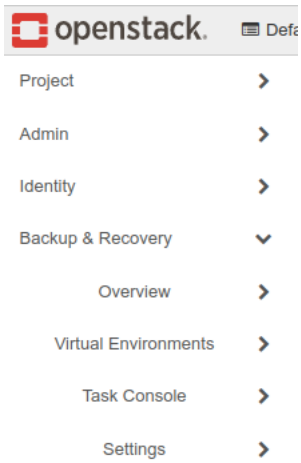 openstack. Defa
Project
Admin
Identity
Backup & Recovery
Overview
Virtual Environments
Task Console
Settings